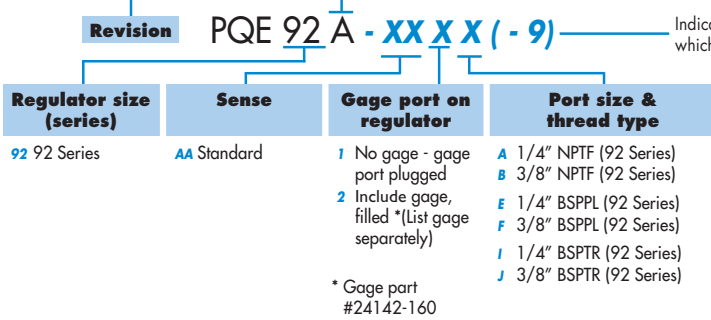 Revision
PQE 92 A - XX X X ( - 9)
Indica
which
Regulator size
(series)
92 92 Series
Sense
AA Standard
Gage port on
regulator
1 No gage - gage
port plugged
2 Include gage,
filled *(List gage
separately)
* Gage part
#24142-160
Port size &
thread type
A 1/4″ NPTF (92 Series)
B 3/8″ NPTF (92 Series)
E 1/4″ BSPPL (92 Series)
F 3/8″ BSPPL (92 Series)
I 1/4″ BSPTR (92 Series)
J 3/8″ BSPTR (92 Series)